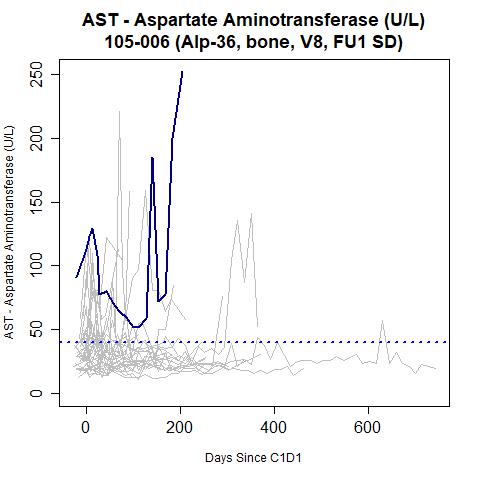 AST - Aspartate Aminotransferase (U/L)
105-006 (Alp-36, bone, V8, FU1 SD)
AST - Aspartate Aminotransferase (U/L)
250
200
150
100
50
0
0 200 400 600
Days Since C1D1